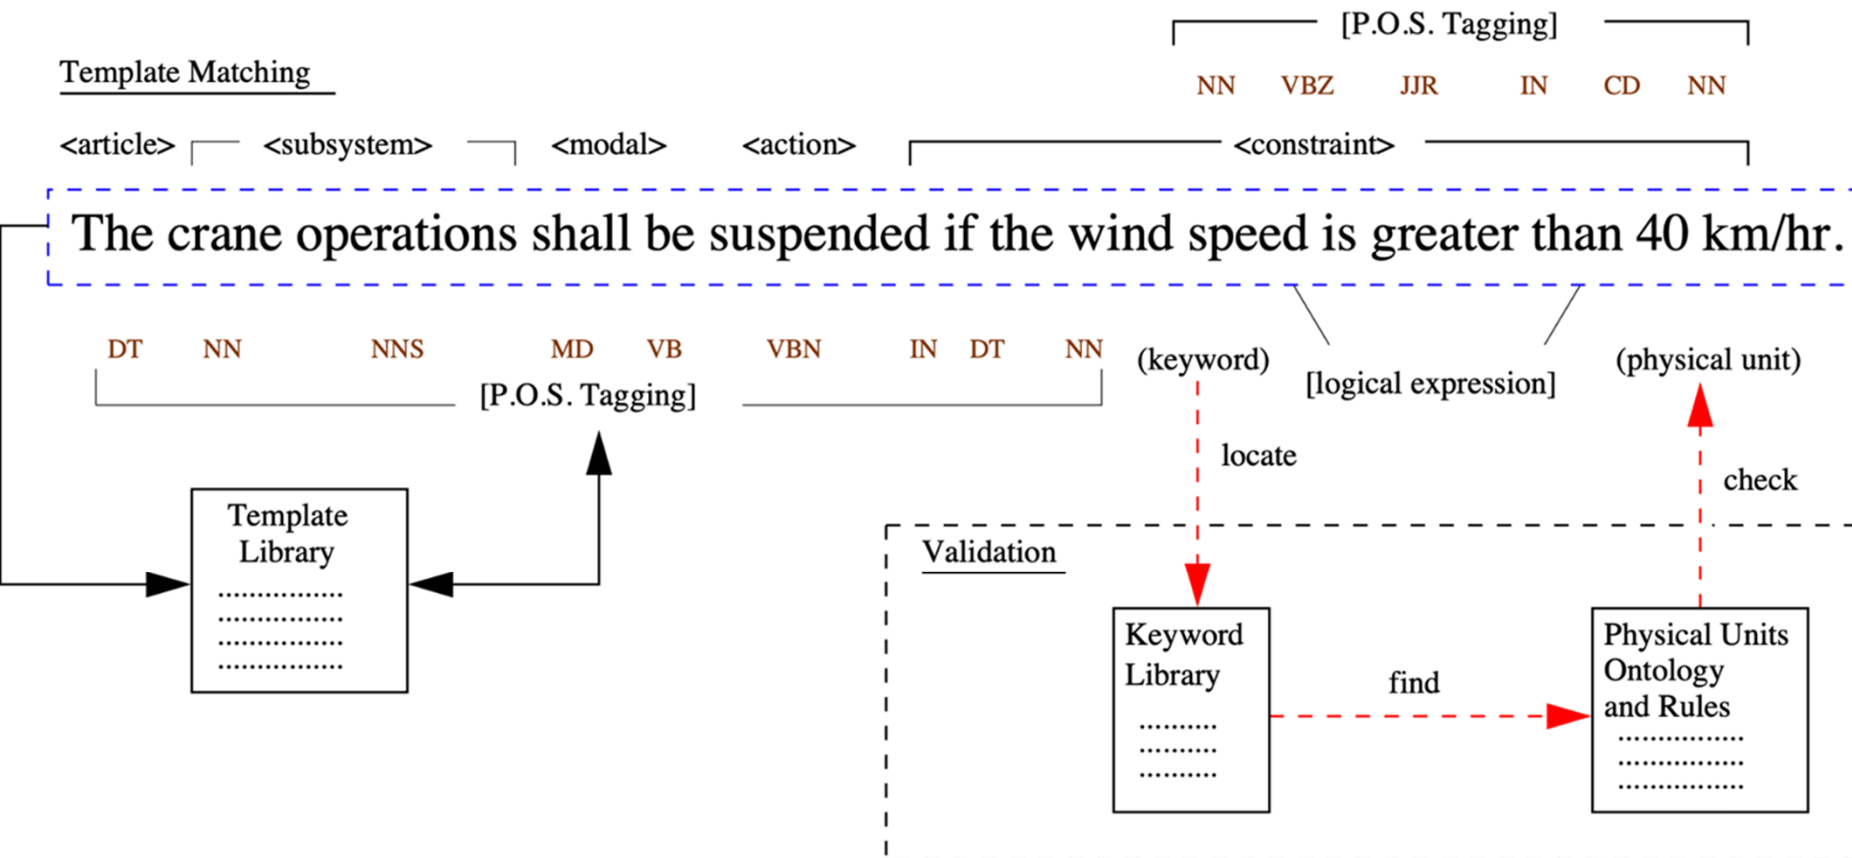 [P.O.S. Tagging]
Template Matching
NN VBZ JJR IN CD NN
<article> <subsystem> <modal> <action> <constraint>
The crane operations shall be suspended if the wind speed is greater than 40 km/hr.
DT NN NNS MD VB VBN IN DT NN
(keyword) (physical unit)
[logical expression]
[P.O.S. Tagging]
locate
check
Template
Library
................
................
................
................
Validation
Keyword
Library
..........
..........
..........
find
Physical Units
Ontology
and Rules
................
................
................